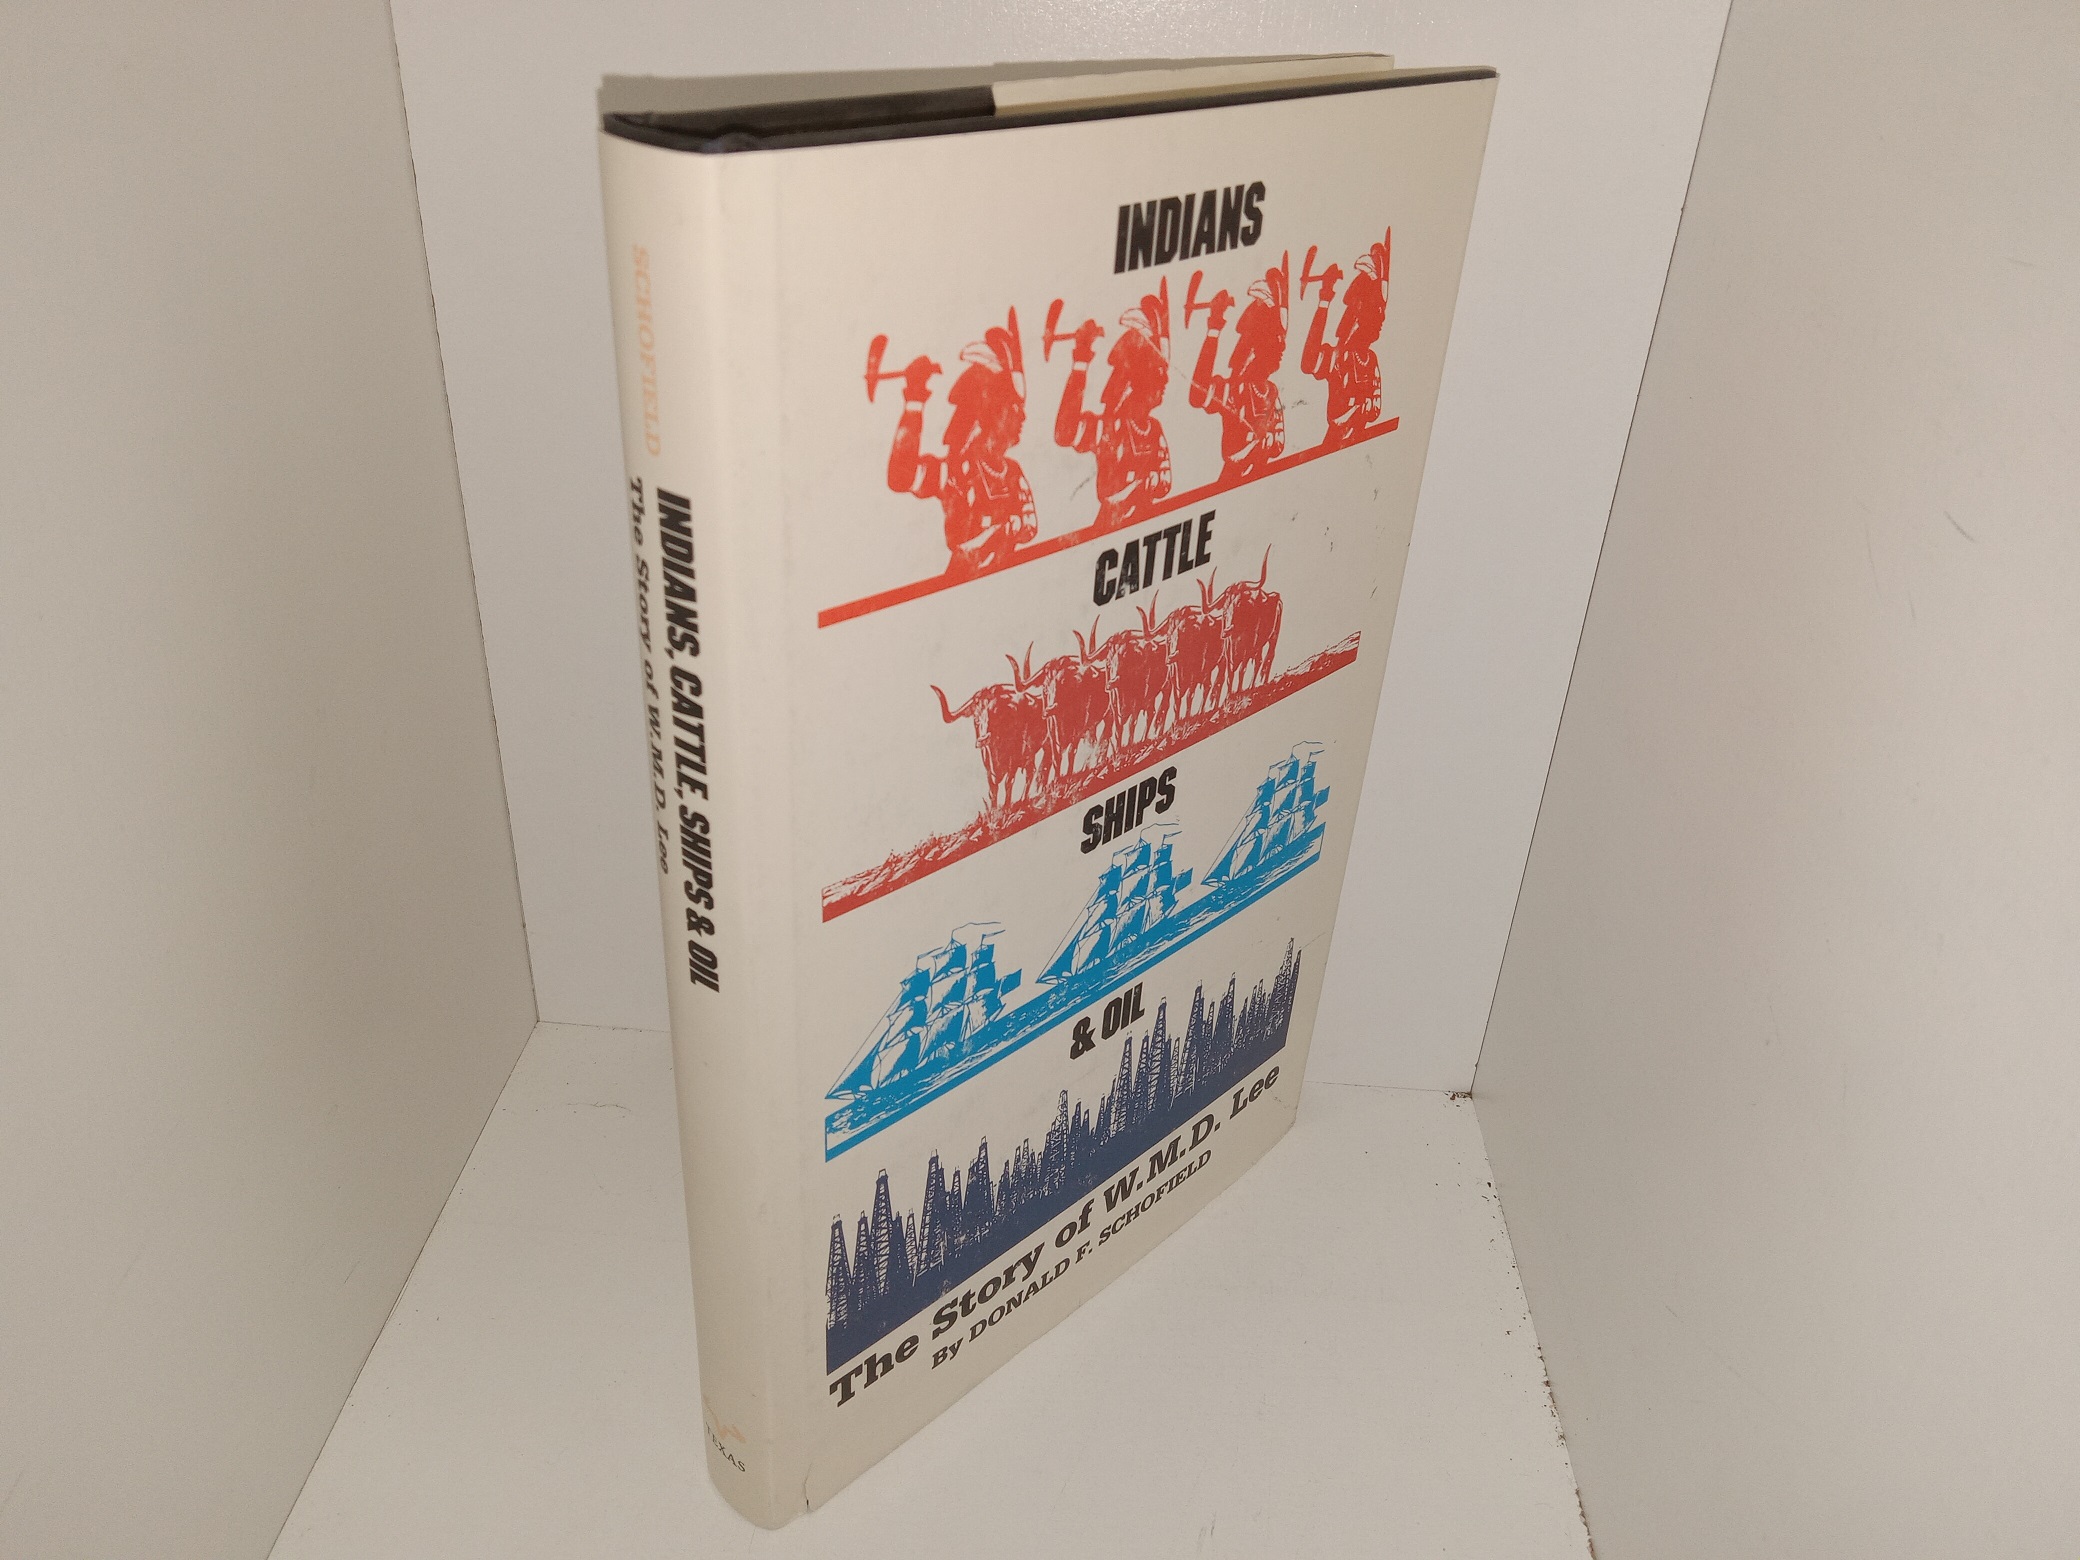 SCHOFIELD
INDIANS, CATTLE, SHIPS & OIL
The Story of W.M.D. Lee
TEXAS
INDIANS
CATTLE
SHIPS
& OIL
The Story of W.M.D. Lee
By DONALD F. SCHOFIELD